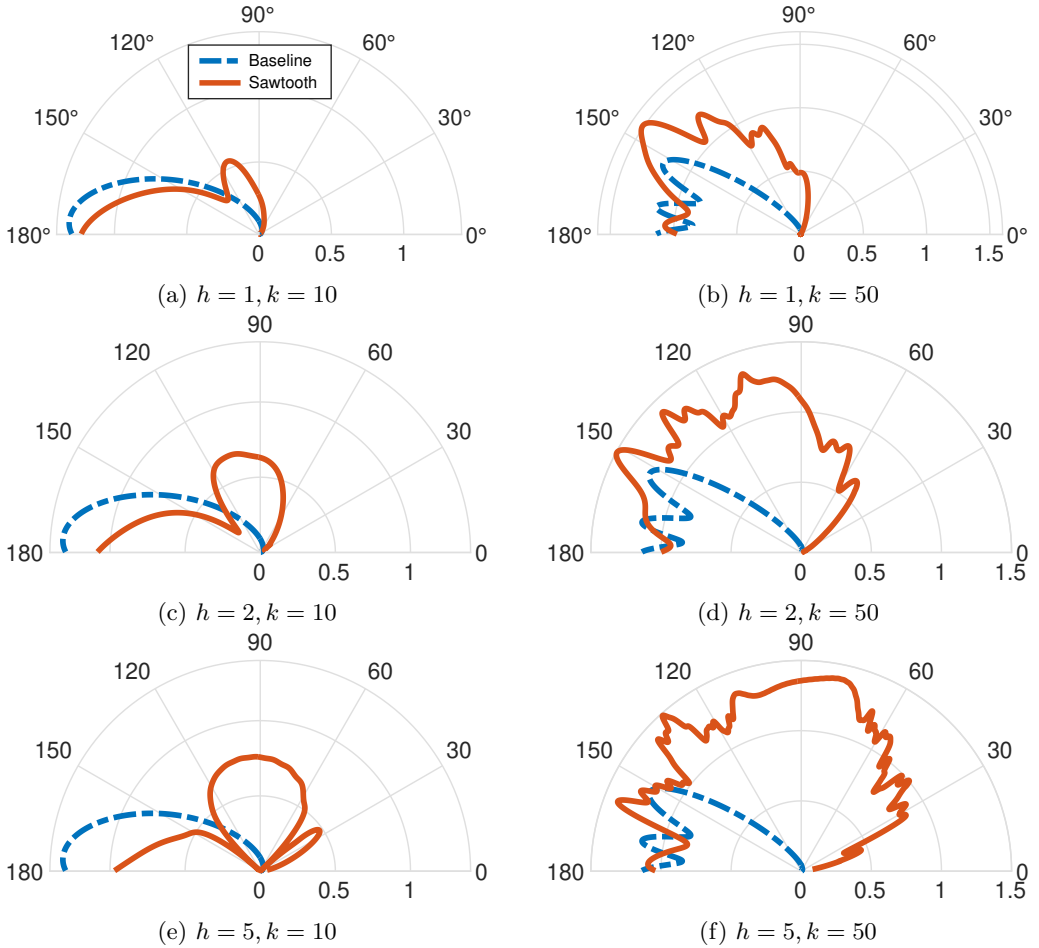 90° 90°
120° 60° 120° 60°
Baseline
Sawtooth
150° 30° 150° 30°
180° 0° 180° 0°
0 1 0 0.5 1 1.5
(a) h = 1, k = 10 (b) h = 1, k = 50
90 90
120 60 120 60
150 30 150 30
180 0 180 0
0 0.5 1 0 0.5 1 1.5
(c) h = 2, k = 10 (d) h = 2, k = 50
90 90
120 60 120 60
150 30 150 30
180 0 180 0
0 0.5 1 0 0.5 1 1.5
(e) h = 5, k = 10 (f) h = 5, k = 50